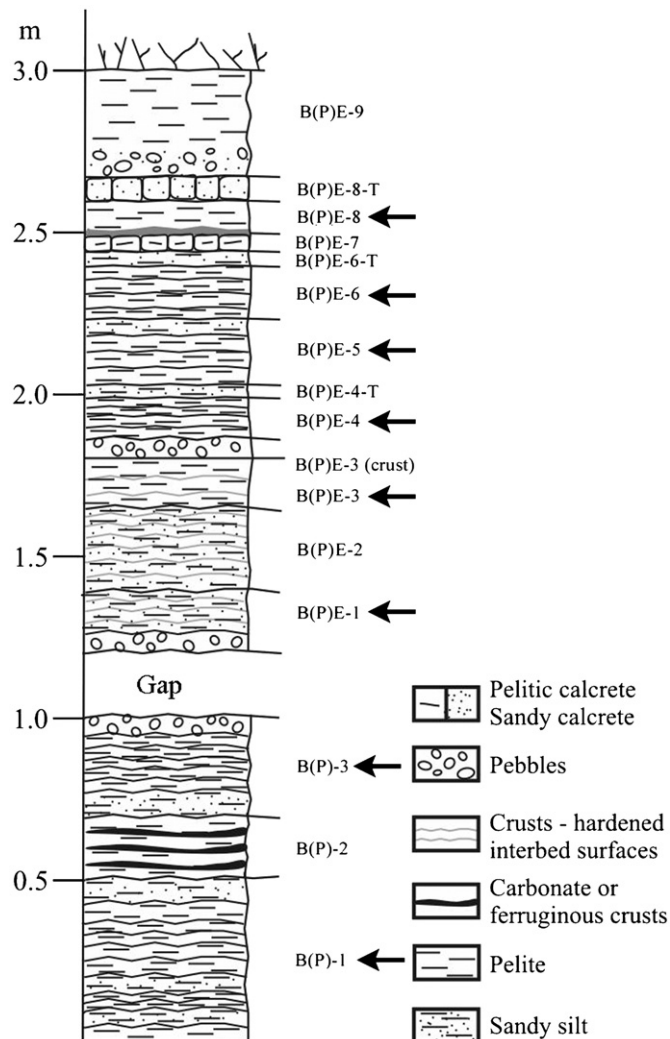 m
3.0
B(P)E-9
B(P)E-8-T
B(P)E-8
2.5
B(P)E-7
B(P)E-6-T
B(P)E-6
B(P)E-5
2.0
B(P)E-4-T
B(P)E-4
B(P)E-3 (crust)
B(P)E-3
1.5
B(P)E-2
B(P)E-1
Gap
1.0
B(P)-3
B(P)-2
0.5
B(P)-1
Pelitic calcrete
Sandy calcrete
Pebbles
Crusts - hardened
interbed surfaces
Carbonate or
ferruginous crusts
Pelite
Sandy silt